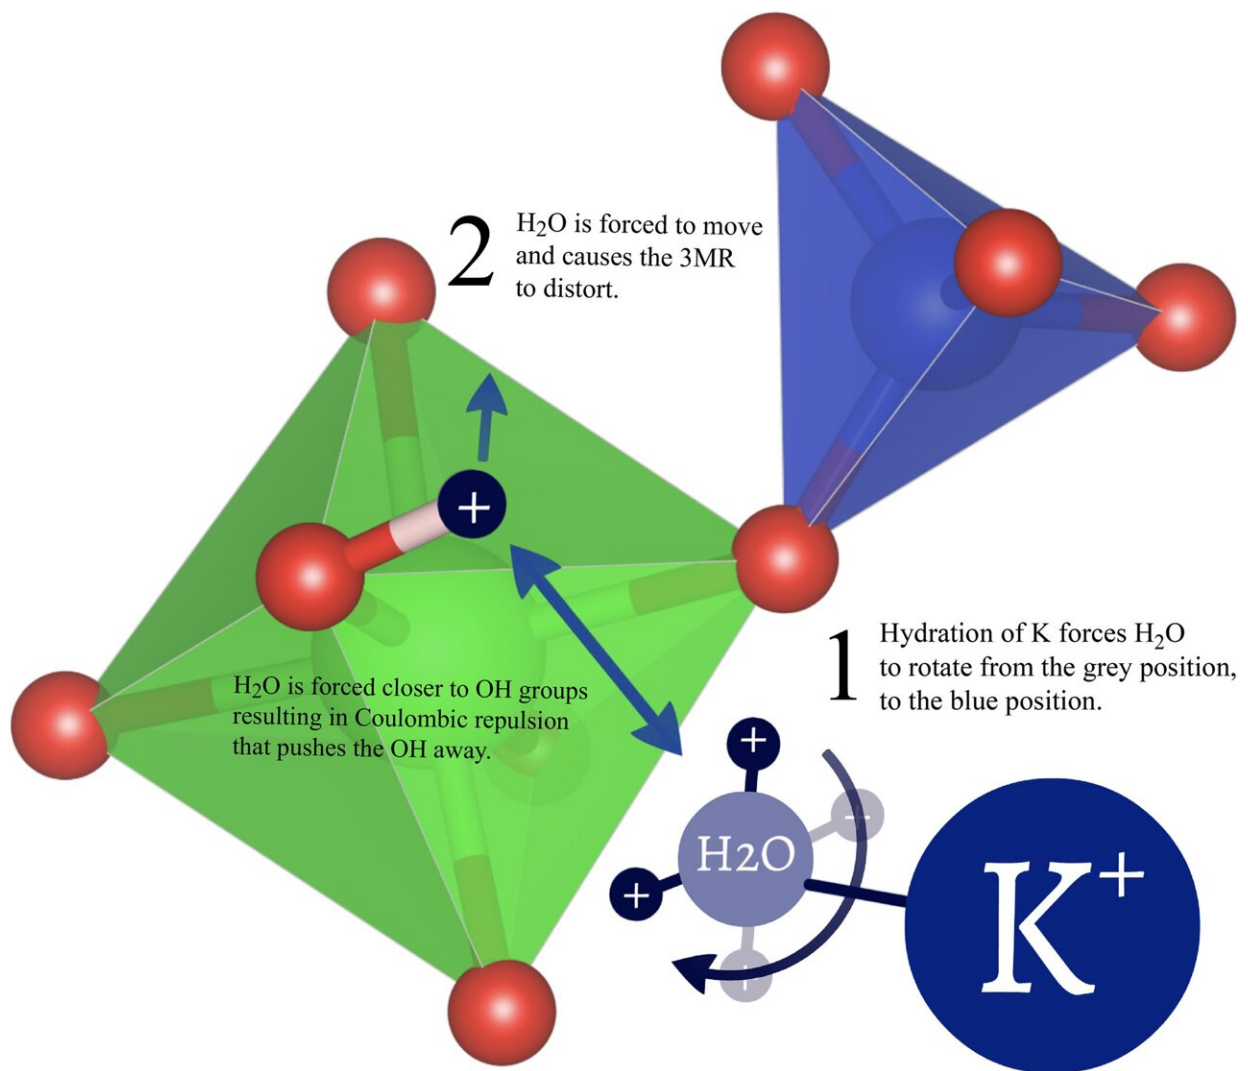 2
H₂O is forced to move
and causes the 3MR
to distort.
+
H₂O is forced closer to OH groups
resulting in Coulombic repulsion
that pushes the OH away.
1
Hydration of K forces H₂O
to rotate from the grey position,
to the blue position.
+
+
H2O
+
+
K⁺